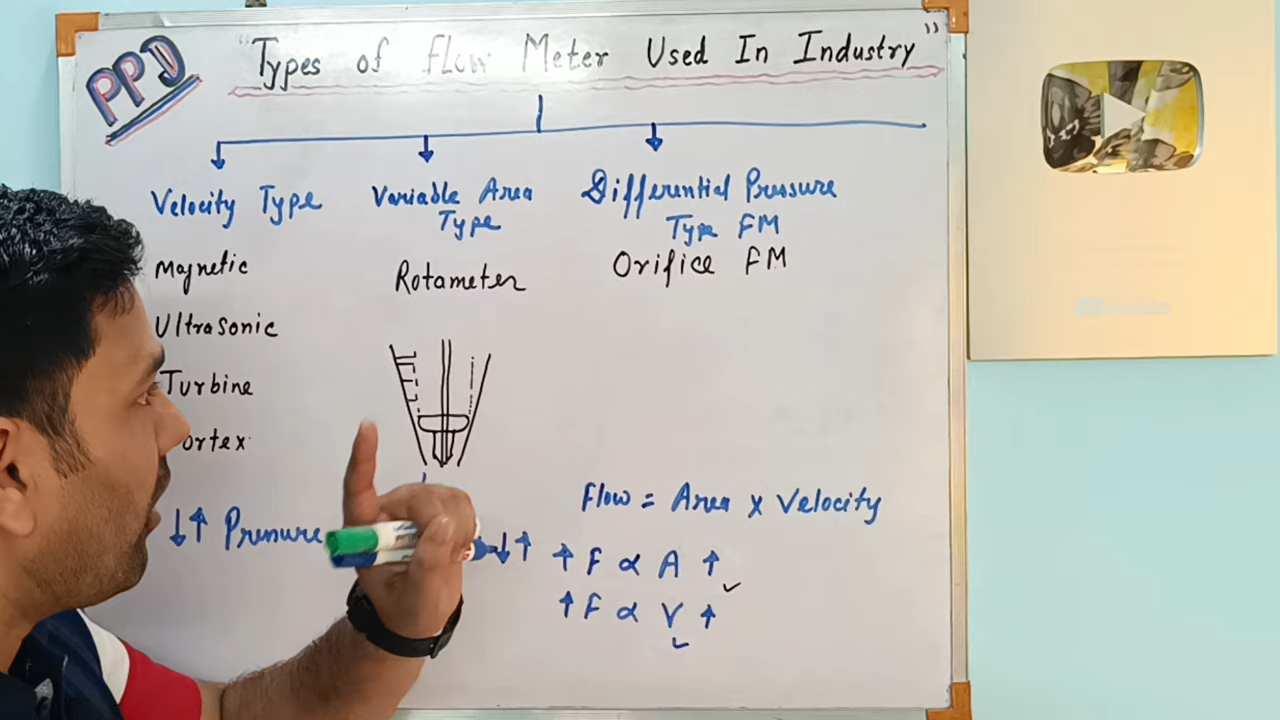 PPD
"Types of flow Meter Used In Industry"
Velocity Type
Magnetic
Ultrasonic
Turbine
ortex
Variable Area
Type
Rotameter
Differential Pressure
Type FM
Orifice FM
↓↑ Pressure
↓↑
Flow = Area x Velocity
↑ F ∝ A ↑ ✓
↑ F ∝ V ↑ ✓